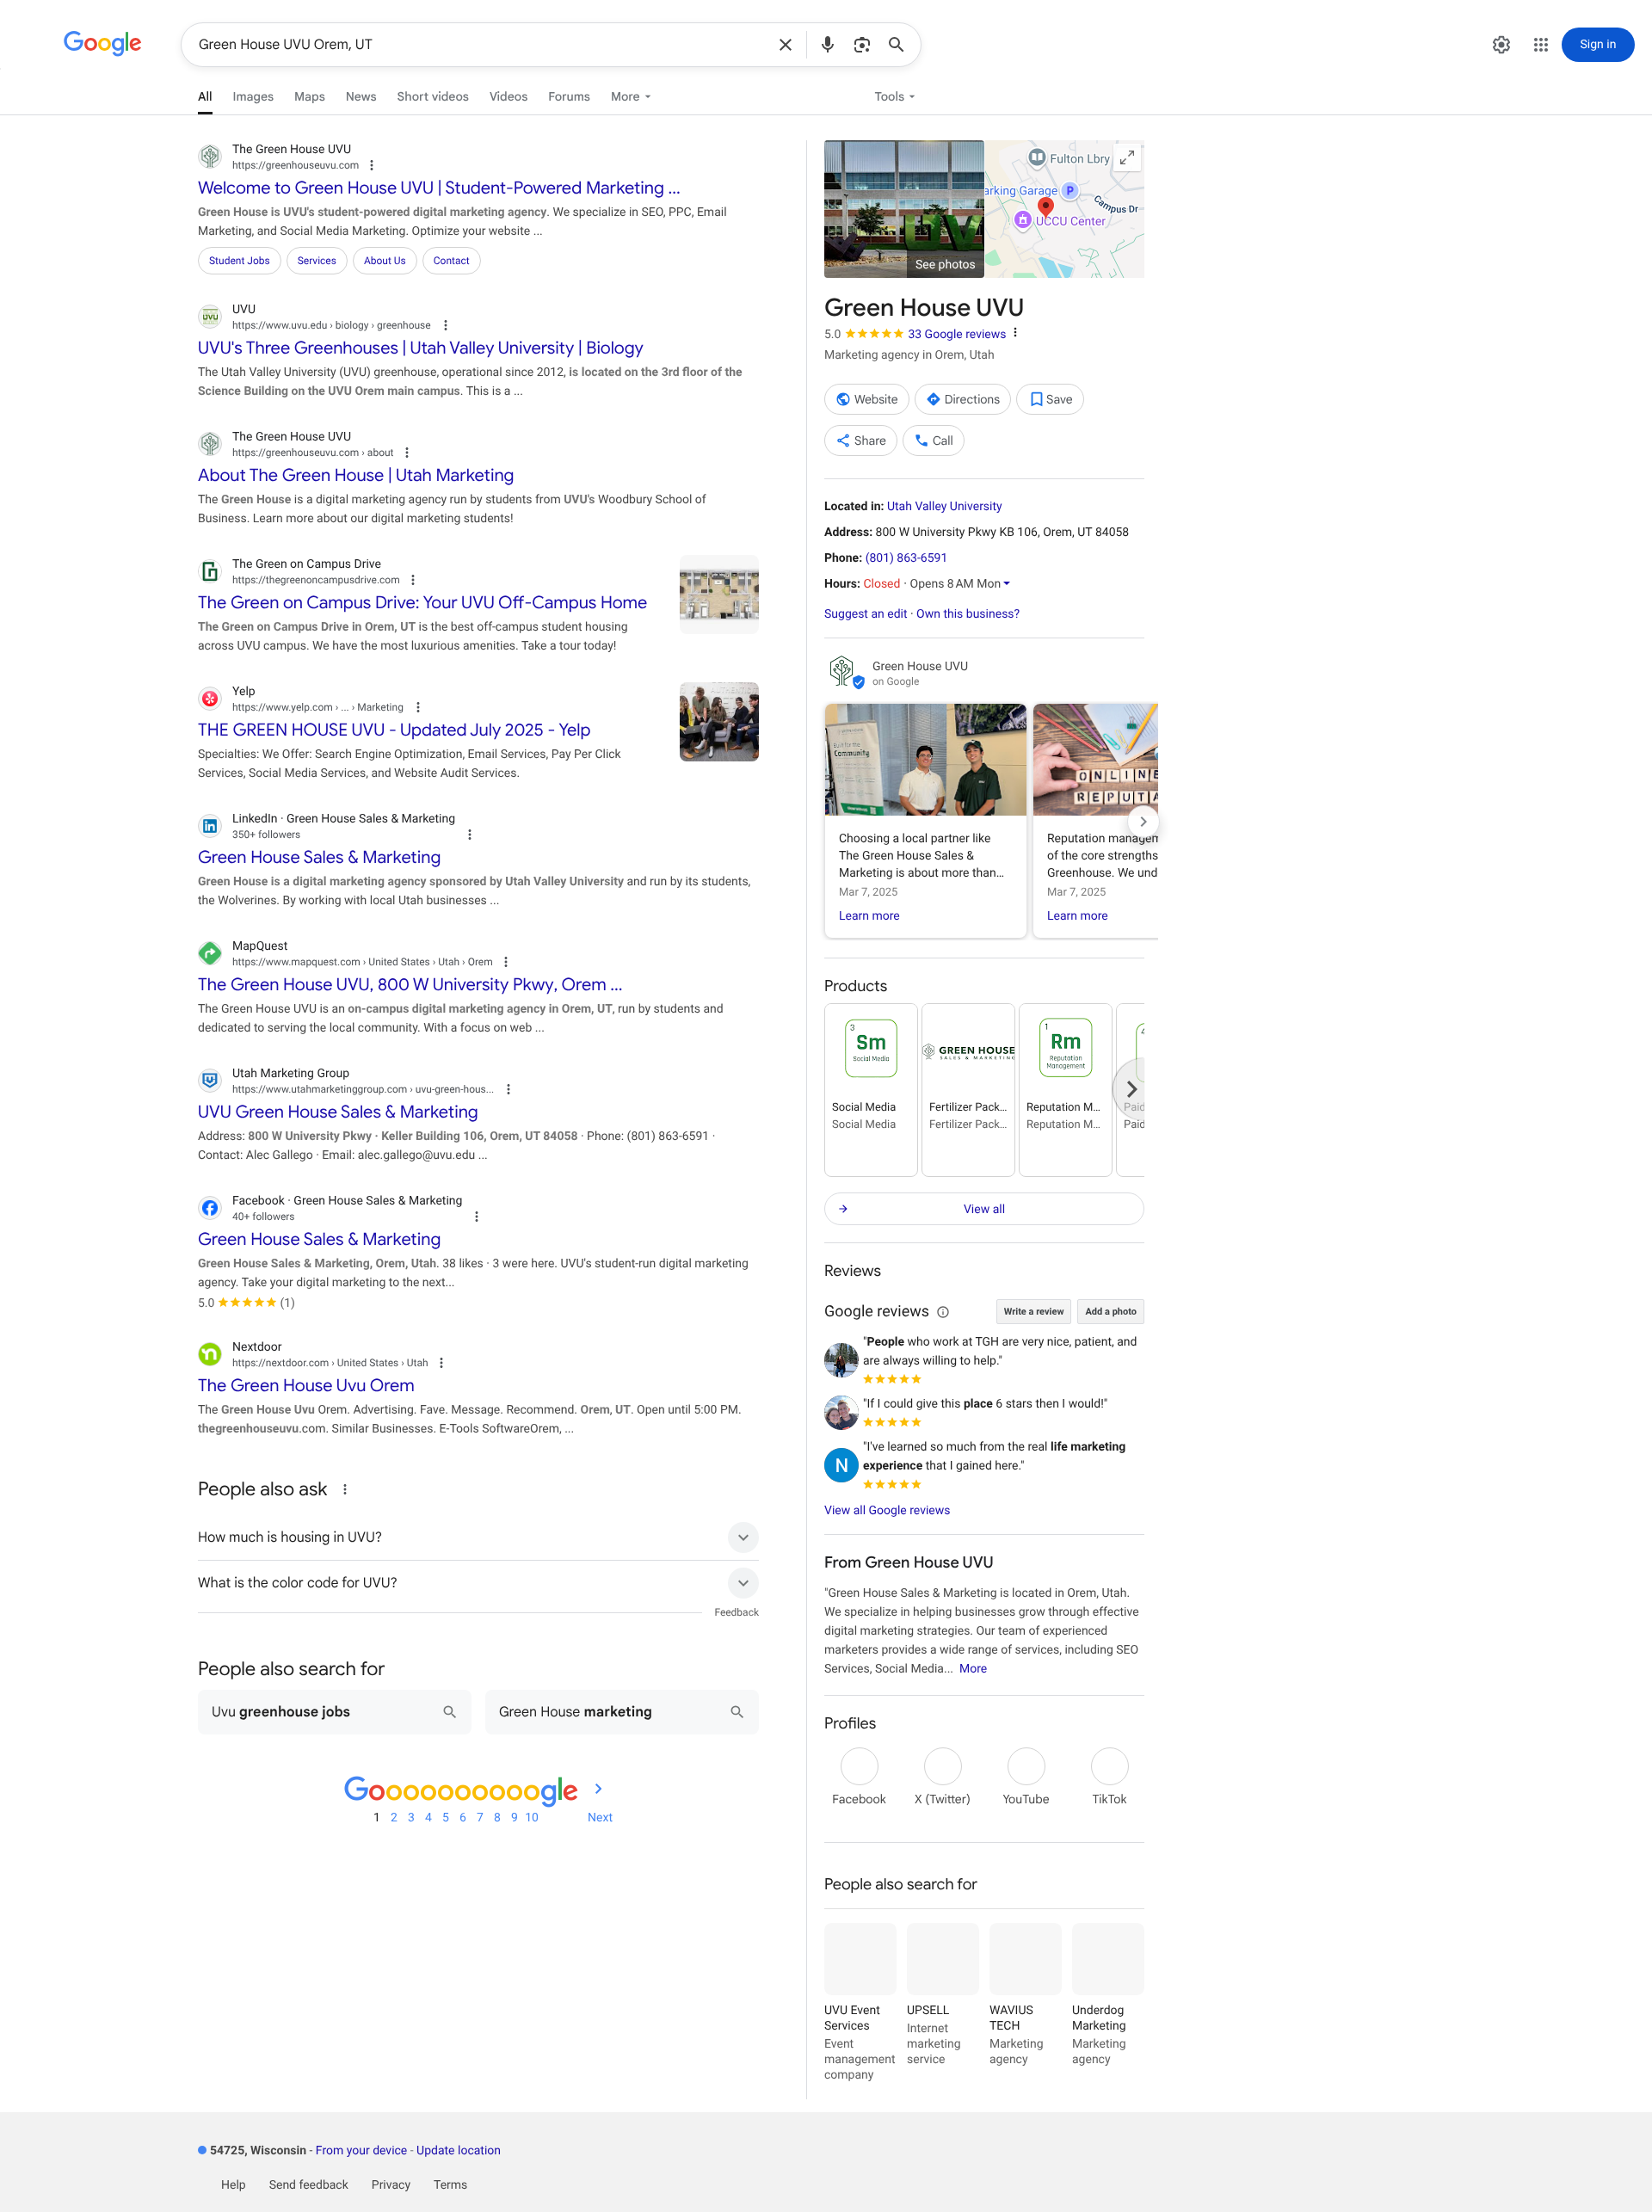 Google
Green House UVU Orem, UT
Sign in
All
Images
Maps
News
Short videos
Videos
Forums
More
Tools
The Green House UVU
https://greenhouseuvu.com
Welcome to Green House UVU | Student-Powered Marketing ...
Green House is UVU's student-powered digital marketing agency. We specialize in SEO, PPC, Email
Marketing, and Social Media Marketing. Optimize your website ...
Student Jobs
Services
About Us
Contact
UVU
https://www.uvu.edu › biology › greenhouse
UVU's Three Greenhouses | Utah Valley University | Biology
The Utah Valley University (UVU) greenhouse, operational since 2012, is located on the 3rd floor of the
Science Building on the UVU Orem main campus. This is a ...
The Green House UVU
https://greenhouseuvu.com › about
About The Green House | Utah Marketing
The Green House is a digital marketing agency run by students from UVU's Woodbury School of
Business. Learn more about our digital marketing students!
The Green on Campus Drive
https://thegreenoncampusdrive.com
The Green on Campus Drive: Your UVU Off-Campus Home
The Green on Campus Drive in Orem, UT is the best off-campus student housing
across UVU campus. We have the most luxurious amenities. Take a tour today!
Yelp
https://www.yelp.com › ... › Marketing
THE GREEN HOUSE UVU - Updated July 2025 - Yelp
Specialties: We Offer: Search Engine Optimization, Email Services, Pay Per Click
Services, Social Media Services, and Website Audit Services.
LinkedIn · Green House Sales & Marketing
350+ followers
Green House Sales & Marketing
Green House is a digital marketing agency sponsored by Utah Valley University and run by its students,
the Wolverines. By working with local Utah businesses ...
MapQuest
https://www.mapquest.com › United States › Utah › Orem
The Green House UVU, 800 W University Pkwy, Orem ...
The Green House UVU is an on-campus digital marketing agency in Orem, UT, run by students and
dedicated to serving the local community. With a focus on web ...
Utah Marketing Group
https://www.utahmarketinggroup.com › uvu-green-hous...
UVU Green House Sales & Marketing
Address: 800 W University Pkwy · Keller Building 106, Orem, UT 84058 · Phone: (801) 863-6591 ·
Contact: Alec Gallego · Email: alec.gallego@uvu.edu ...
Facebook · Green House Sales & Marketing
40+ followers
Green House Sales & Marketing
Green House Sales & Marketing, Orem, Utah. 38 likes · 3 were here. UVU's student-run digital marketing
agency. Take your digital marketing to the next...
5.0 ★★★★★ (1)
Nextdoor
https://nextdoor.com › United States › Utah
The Green House Uvu Orem
The Green House Uvu Orem. Advertising. Fave. Message. Recommend. Orem, UT. Open until 5:00 PM.
thegreenhouseuvu.com. Similar Businesses. E-Tools SoftwareOrem, ...
People also ask
How much is housing in UVU?
What is the color code for UVU?
Feedback
People also search for
Uvu greenhouse jobs
Green House marketing
Goooooooooogle
1 2 3 4 5 6 7 8 9 10 Next
UV
See photos
Fulton Lbry
arking Garage P
Campus Dr
UCCU Center
Green House UVU
5.0 ★★★★★ 33 Google reviews
Marketing agency in Orem, Utah
Website
Directions
Save
Share
Call
Located in: Utah Valley University
Address: 800 W University Pkwy KB 106, Orem, UT 84058
Phone: (801) 863-6591
Hours: Closed · Opens 8 AM Mon
Suggest an edit · Own this business?
Green House UVU
on Google
Community
ONLINE
REPUTA
Choosing a local partner like
The Green House Sales &
Marketing is about more than...
Mar 7, 2025
Learn more
Reputation managem
of the core strengths
Greenhouse. We und
Mar 7, 2025
Learn more
Products
3
Sm
Social Media
Social Media
Social Media
GREEN HOUSE
SALES & MARKETING
Fertilizer Pack...
Fertilizer Pack...
1
Rm
Reputation
Management
Reputation M...
Reputation M...
Paid
Paid
View all
Reviews
Google reviews
Write a review
Add a photo
"People who work at TGH are very nice, patient, and
are always willing to help."
★★★★★
"If I could give this place 6 stars then I would!"
★★★★★
N
"I've learned so much from the real life marketing
experience that I gained here."
★★★★★
View all Google reviews
From Green House UVU
"Green House Sales & Marketing is located in Orem, Utah.
We specialize in helping businesses grow through effective
digital marketing strategies. Our team of experienced
marketers provides a wide range of services, including SEO
Services, Social Media... More
Profiles
Facebook
X (Twitter)
YouTube
TikTok
People also search for
UVU Event
Services
Event
management
company
UPSELL
Internet
marketing
service
WAVIUS
TECH
Marketing
agency
Underdog
Marketing
Marketing
agency
54725, Wisconsin - From your device - Update location
Help
Send feedback
Privacy
Terms